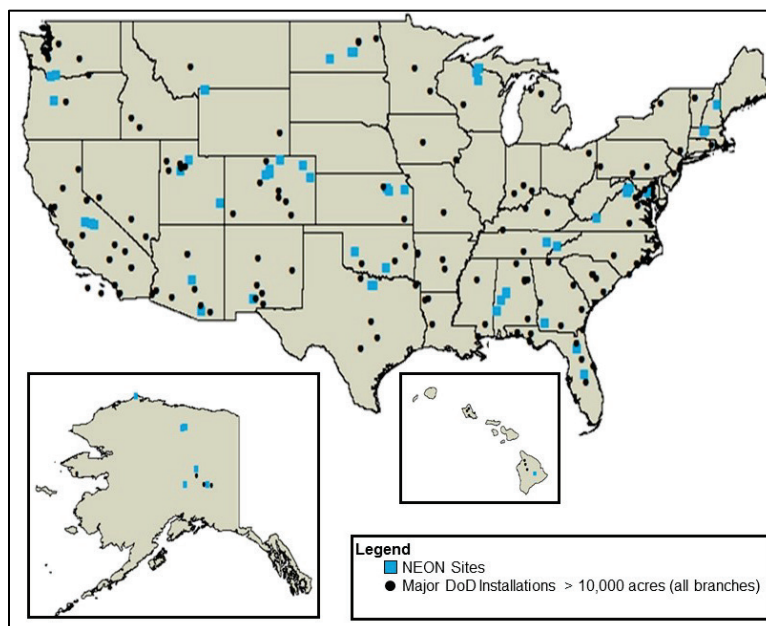 Legend
NEON Sites
Major DoD Installations > 10,000 acres (all branches)